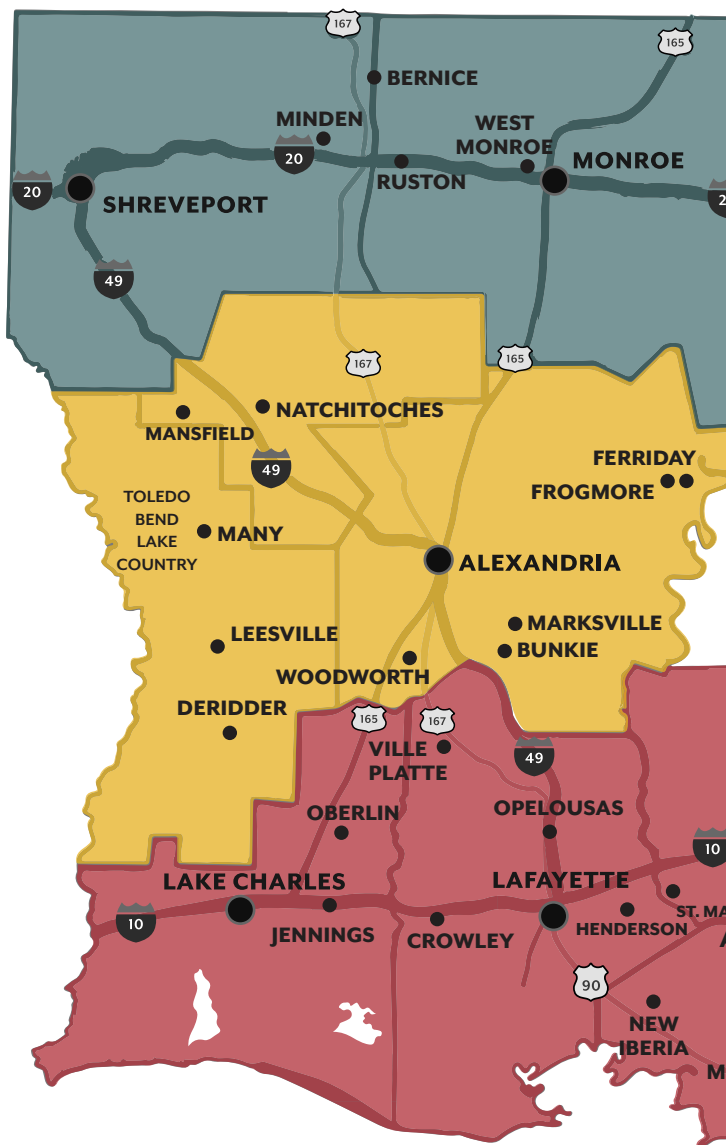 167
165
BERNICE
MINDEN
WEST
MONROE
20
MONROE
RUSTON
20
SHREVEPORT
49
167
165
NATCHITOCHES
MANSFIELD
49
FERRIDAY
FROGMORE
TOLEDO
BEND
LAKE
COUNTRY
MANY
ALEXANDRIA
MARKSVILLE
LEESVILLE
BUNKIE
WOODWORTH
DERIDDER
165
167
VILLE
PLATTE
49
OBERLIN
OPELOUSAS
10
LAKE CHARLES
LAFAYETTE
10
JENNINGS
CROWLEY
HENDERSON
ST. MA
90
NEW
IBERIA
M